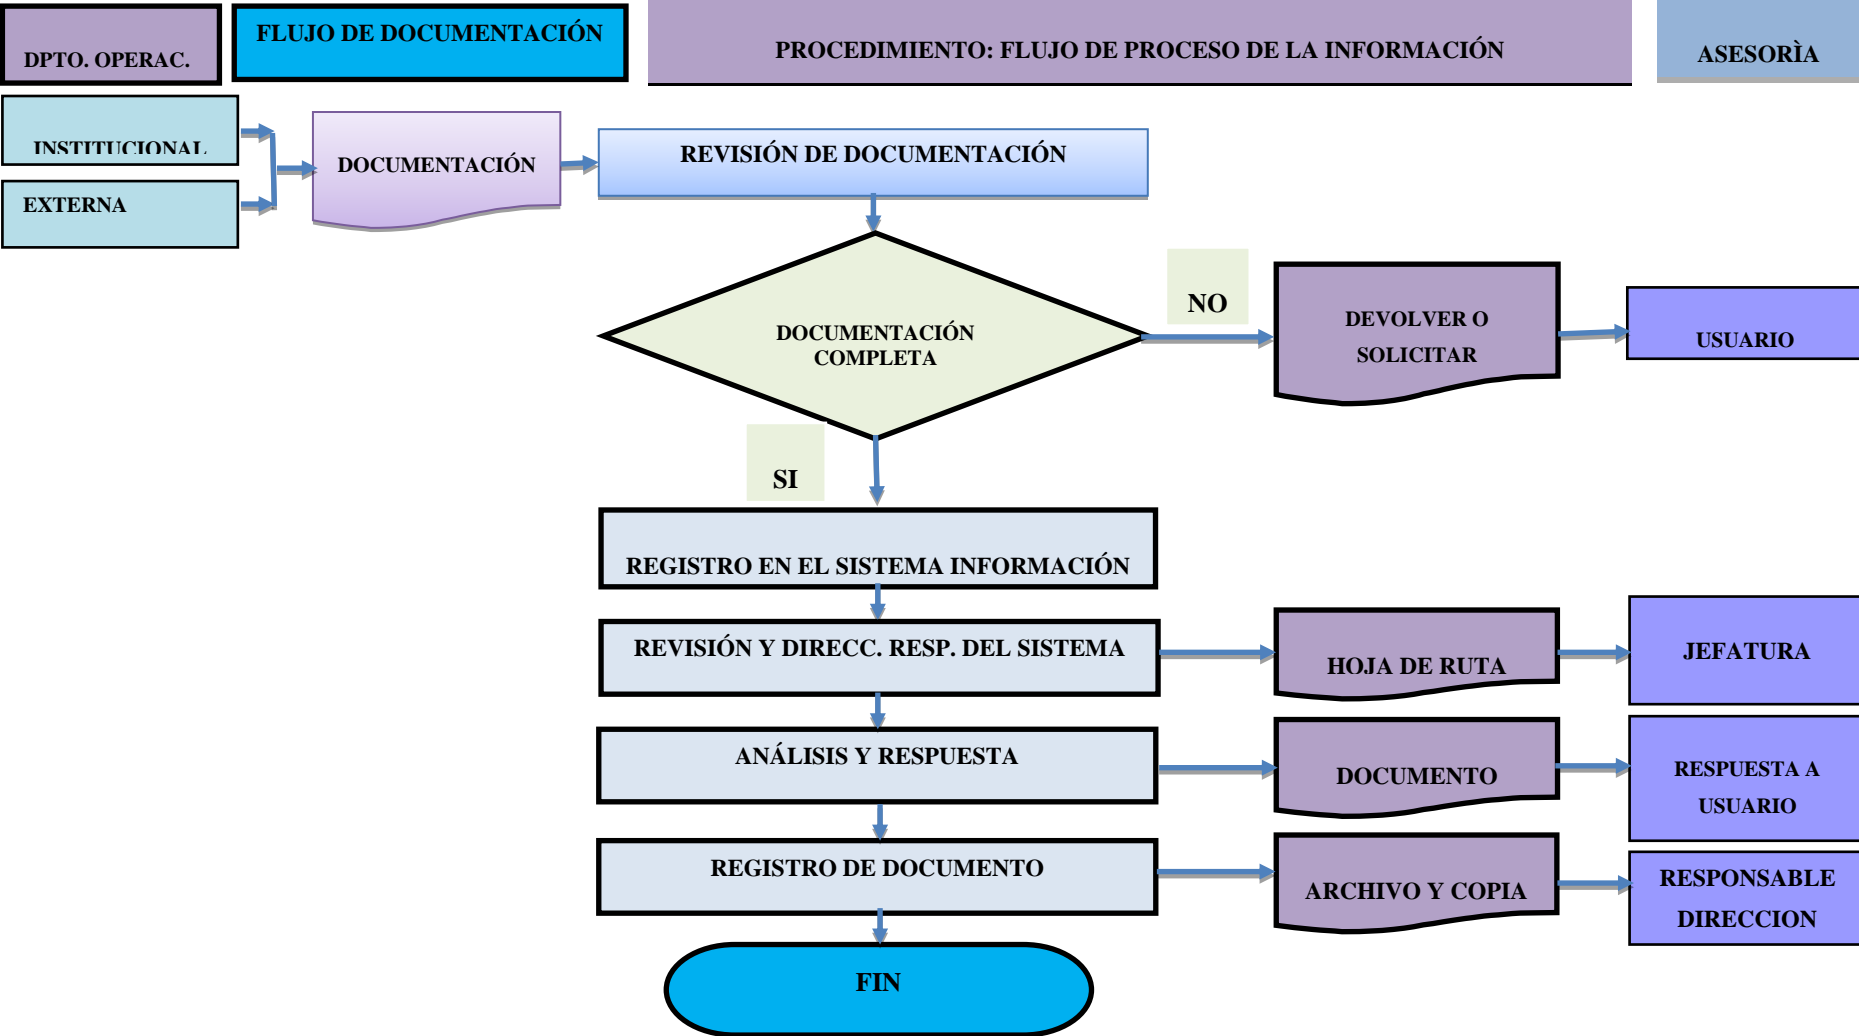 DPTO. OPERAC.
FLUJO DE DOCUMENTACIÓN
PROCEDIMIENTO: FLUJO DE PROCESO DE LA INFORMACIÓN
ASESORÌA
INSTITUCIONAL
EXTERNA
DOCUMENTACIÓN
REVISIÓN DE DOCUMENTACIÓN
DOCUMENTACIÓN
COMPLETA
NO
DEVOLVER O
SOLICITAR
USUARIO
SI
REGISTRO EN EL SISTEMA INFORMACIÓN
REVISIÓN Y DIRECC. RESP. DEL SISTEMA
HOJA DE RUTA
JEFATURA
ANÁLISIS Y RESPUESTA
DOCUMENTO
RESPUESTA A
USUARIO
REGISTRO DE DOCUMENTO
ARCHIVO Y COPIA
RESPONSABLE
DIRECCION
FIN